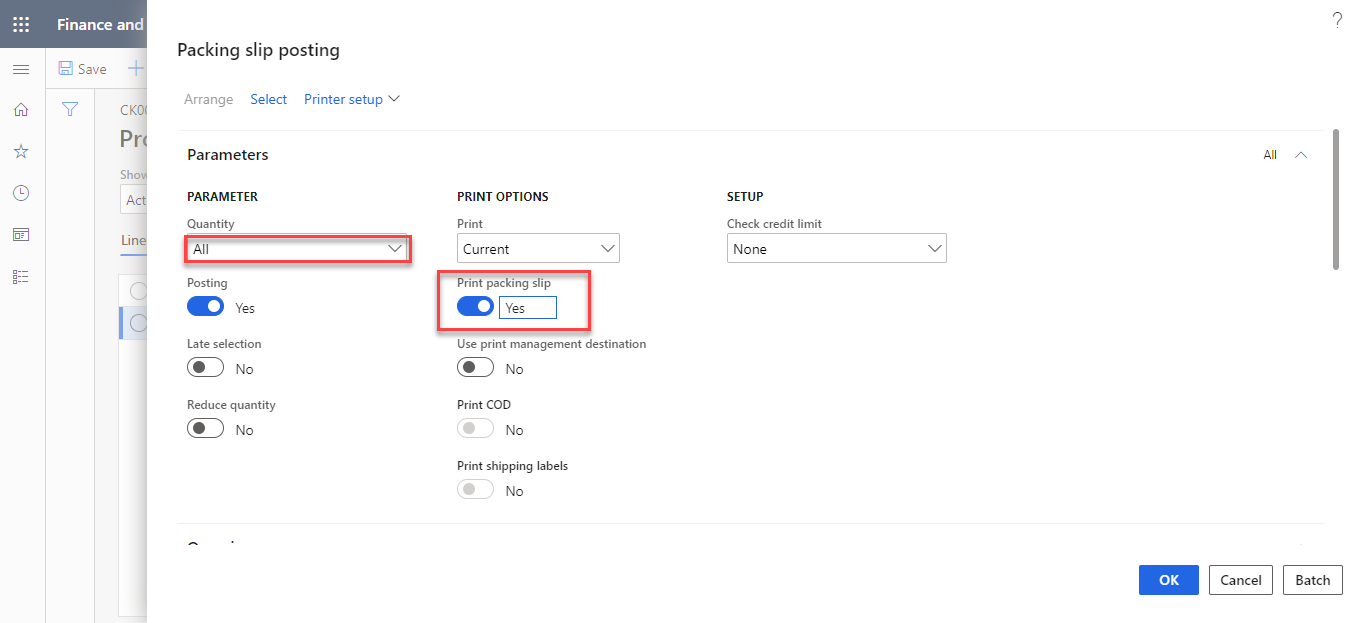 Finance and
?
Save
Packing slip posting
Arrange Select Printer setup
Parameters
All
PARAMETER
PRINT OPTIONS
SETUP
Quantity
Print
Check credit limit
All
Current
None
Posting
Print packing slip
Yes
Yes
Late selection
Use print management destination
No
No
Reduce quantity
Print COD
No
No
Print shipping labels
No
CK00
Pro
Show
Act
Line
OK
Cancel
Batch